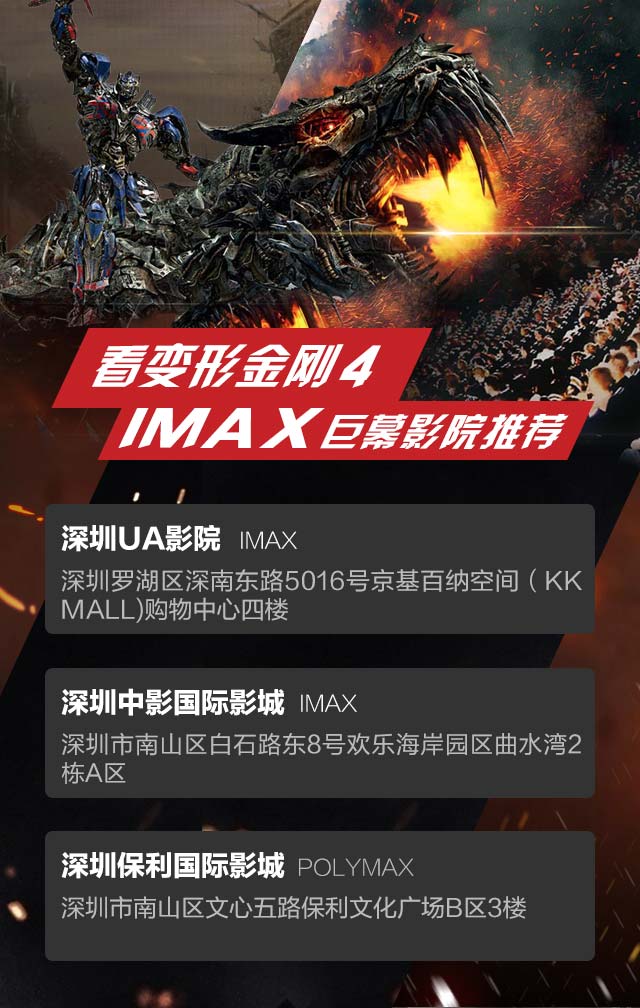 看变形金刚4
IMAX巨幕影院推荐
深圳UA影院 IMAX
深圳罗湖区深南东路5016号京基百纳空间（KK
MALL)购物中心四楼
深圳中影国际影城 IMAX
深圳市南山区白石路东8号欢乐海岸园区曲水湾2
栋A区
深圳保利国际影城 POLYMAX
深圳市南山区文心五路保利文化广场B区3楼